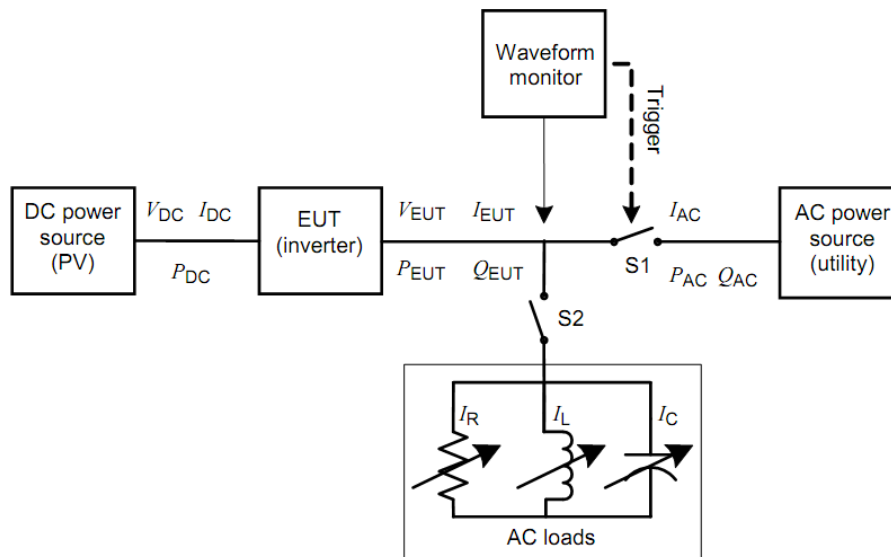 Waveform
monitor
Trigger
DC power
source
(PV)
VDC IDC
PDC
EUT
(inverter)
VEUT IEUT
PEUT QEUT
IAC
S1
PAC QAC
AC power
source
(utility)
S2
IR
IL
IC
AC loads